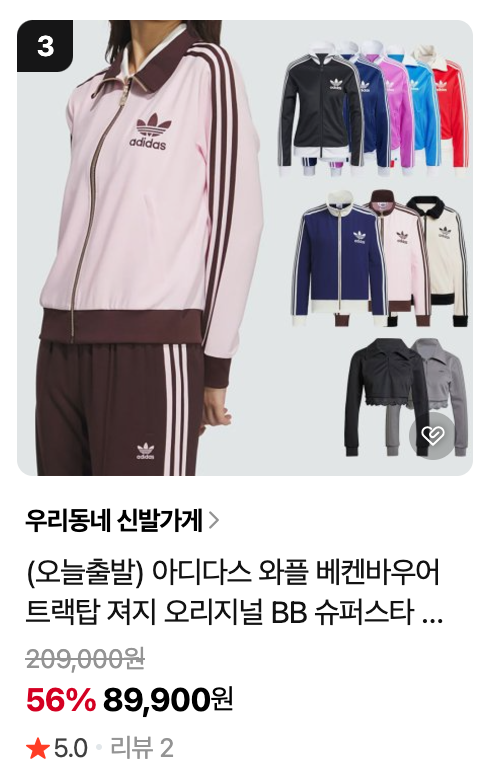 3
adidas
adidas
우리동네 신발가게 >
(오늘출발) 아디다스 와플 베켄바우어
트랙탑 져지 오리지널 BB 슈퍼스타 ...
209,000원
56% 89,900원
★ 5.0 • 리뷰 2